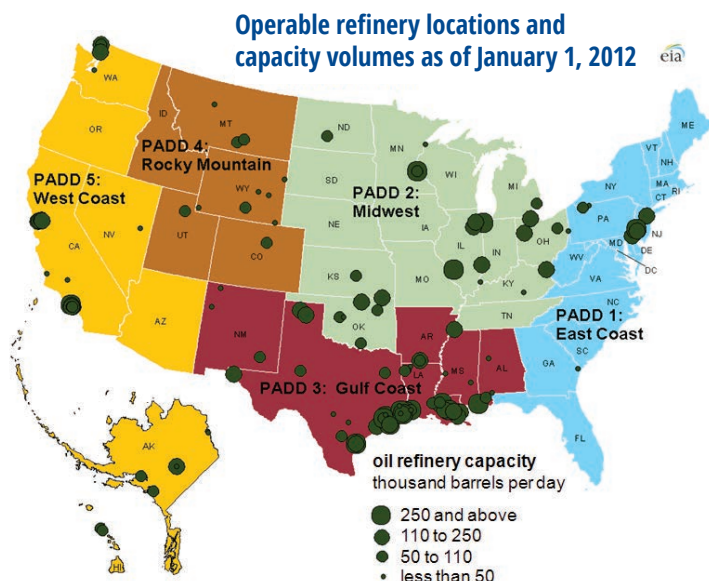 Operable refinery locations and
capacity volumes as of January 1, 2012
eia
WA
MT
ND
ME
OR
ID
MN
VT
NH
PADD 4:
Rocky Mountain
SD
WI
MI
NY
MA
CT
RI
PADD 5:
West Coast
WY
PADD 2:
Midwest
IA
PA
NV
NE
IL
IN
OH
NJ
CA
UT
CO
MD
DE
WV
DC
KS
MO
KY
VA
NC
AZ
NM
OK
TN
AR
PADD 1:
East Coast
SC
MS
AL
GA
LA
PADD 3: Gulf Coast
FL
AK
HI
oil refinery capacity
thousand barrels per day
250 and above
110 to 250
50 to 110
less than 50